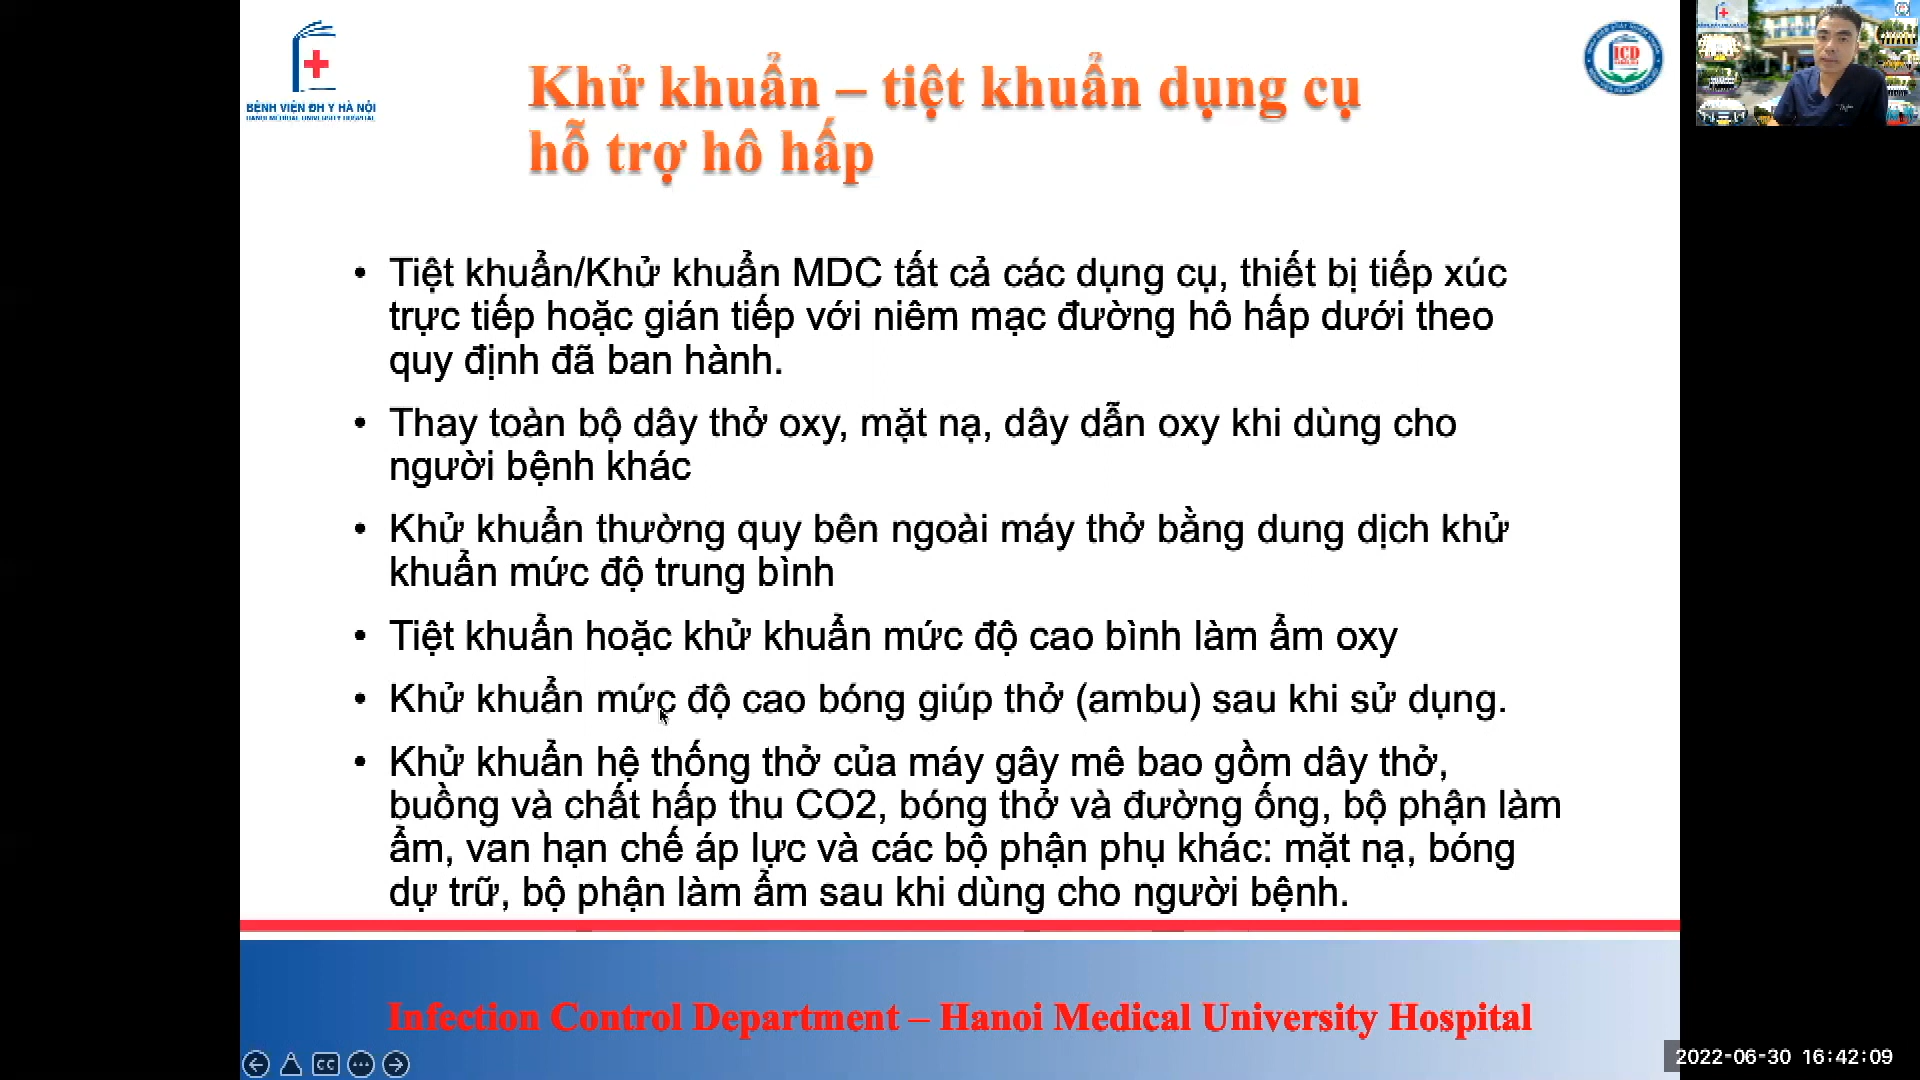 BỆNH VIỆN ĐH Y HÀ NỘI
HANOI MEDICAL UNIVERSITY HOSPITAL
ICD
Khử khuẩn – tiệt khuẩn dụng cụ
hỗ trợ hô hấp
• Tiệt khuẩn/Khử khuẩn MDC tất cả các dụng cụ, thiết bị tiếp xúc
trực tiếp hoặc gián tiếp với niêm mạc đường hô hấp dưới theo
quy định đã ban hành.
• Thay toàn bộ dây thở oxy, mặt nạ, dây dẫn oxy khi dùng cho
người bệnh khác
• Khử khuẩn thường quy bên ngoài máy thở bằng dung dịch khử
khuẩn mức độ trung bình
• Tiệt khuẩn hoặc khử khuẩn mức độ cao bình làm ẩm oxy
• Khử khuẩn mức độ cao bóng giúp thở (ambu) sau khi sử dụng.
• Khử khuẩn hệ thống thở của máy gây mê bao gồm dây thở,
buồng và chất hấp thu CO2, bóng thở và đường ống, bộ phận làm
ẩm, van hạn chế áp lực và các bộ phận phụ khác: mặt nạ, bóng
dự trữ, bộ phận làm ẩm sau khi dùng cho người bệnh.
Infection Control Department – Hanoi Medical University Hospital
CC
2022-06-30 16:42:09